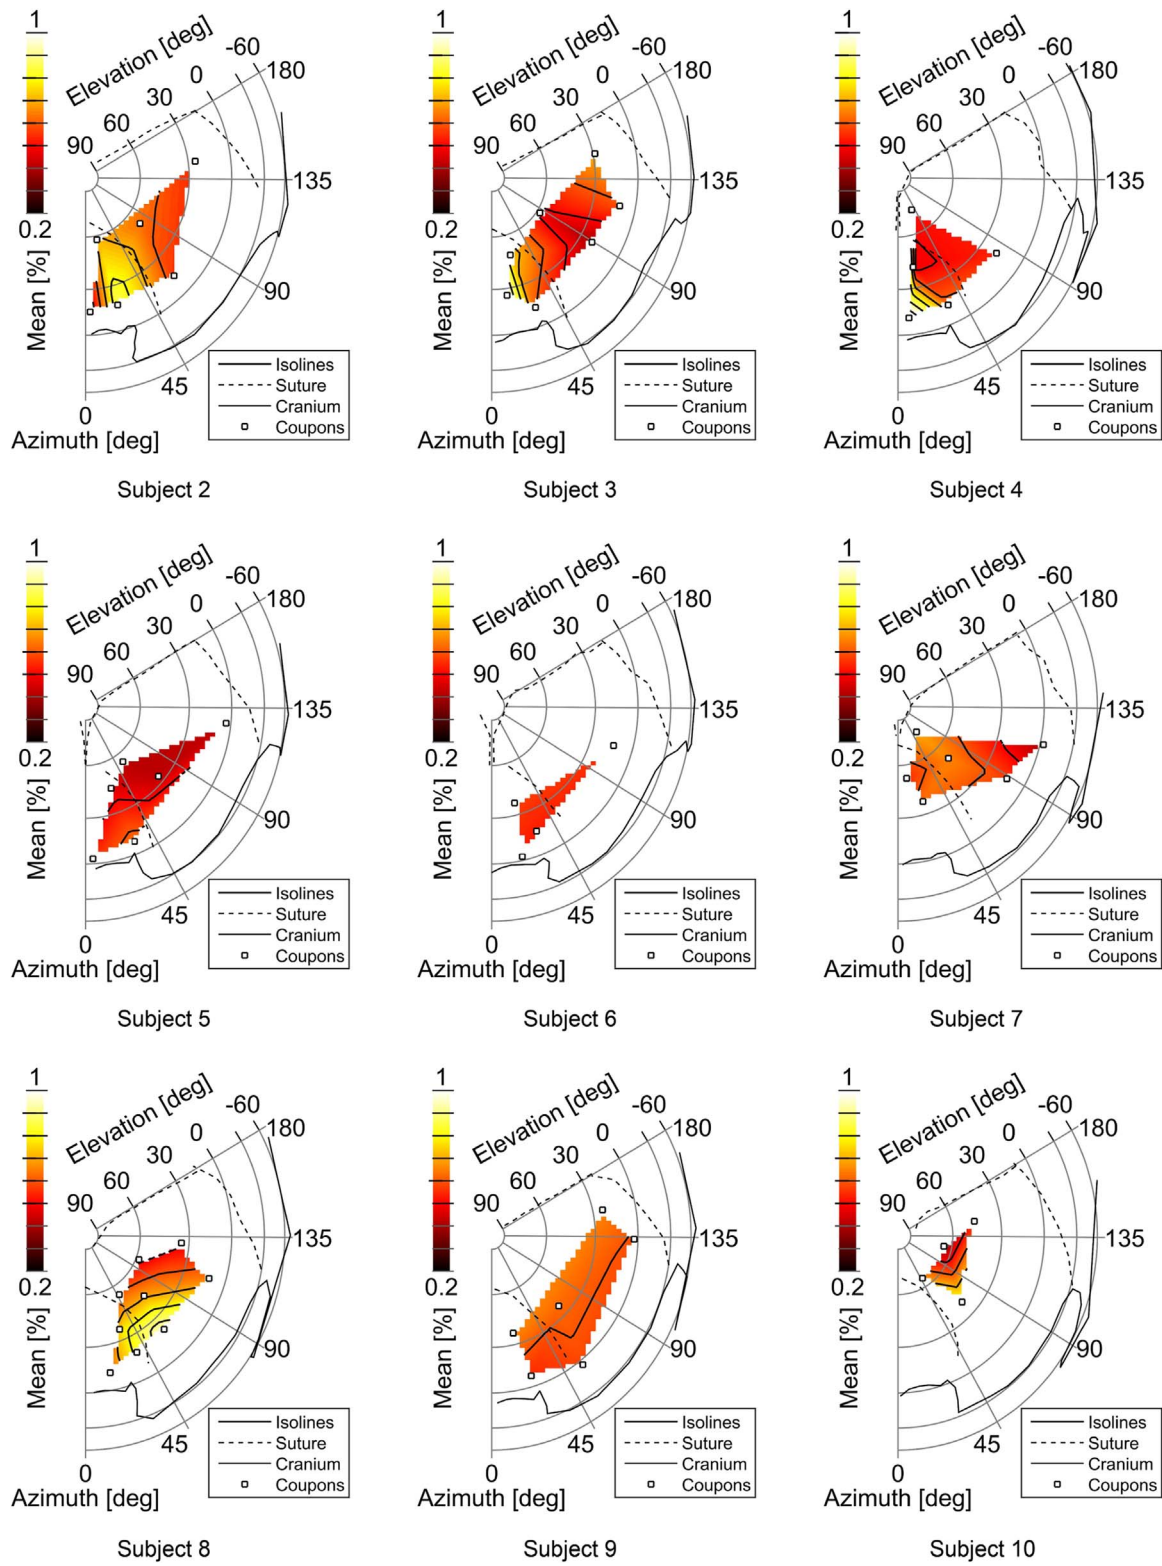 1
Elevation [deg]
-60
0
180
30
60
90
135
0.2
Mean [%]
90
45
0
Azimuth [deg]
Isolines
Suture
Cranium
Coupons
Subject 2
1
Elevation [deg]
-60
0
180
30
60
90
135
0.2
Mean [%]
90
45
0
Azimuth [deg]
Isolines
Suture
Cranium
Coupons
Subject 3
1
Elevation [deg]
-60
0
180
30
60
90
135
0.2
Mean [%]
90
45
0
Azimuth [deg]
Isolines
Suture
Cranium
Coupons
Subject 4
1
Elevation [deg]
-60
0
180
30
60
90
135
0.2
Mean [%]
90
45
0
Azimuth [deg]
Isolines
Suture
Cranium
Coupons
Subject 5
1
Elevation [deg]
-60
0
180
30
60
90
135
0.2
Mean [%]
90
45
0
Azimuth [deg]
Isolines
Suture
Cranium
Coupons
Subject 6
1
Elevation [deg]
-60
0
180
30
60
90
135
0.2
Mean [%]
90
45
0
Azimuth [deg]
Isolines
Suture
Cranium
Coupons
Subject 7
1
Elevation [deg]
-60
0
180
30
60
90
135
0.2
Mean [%]
90
45
0
Azimuth [deg]
Isolines
Suture
Cranium
Coupons
Subject 8
1
Elevation [deg]
-60
0
180
30
60
90
135
0.2
Mean [%]
90
45
0
Azimuth [deg]
Isolines
Suture
Cranium
Coupons
Subject 9
1
Elevation [deg]
-60
0
180
30
60
90
135
0.2
Mean [%]
90
45
0
Azimuth [deg]
Isolines
Suture
Cranium
Coupons
Subject 10